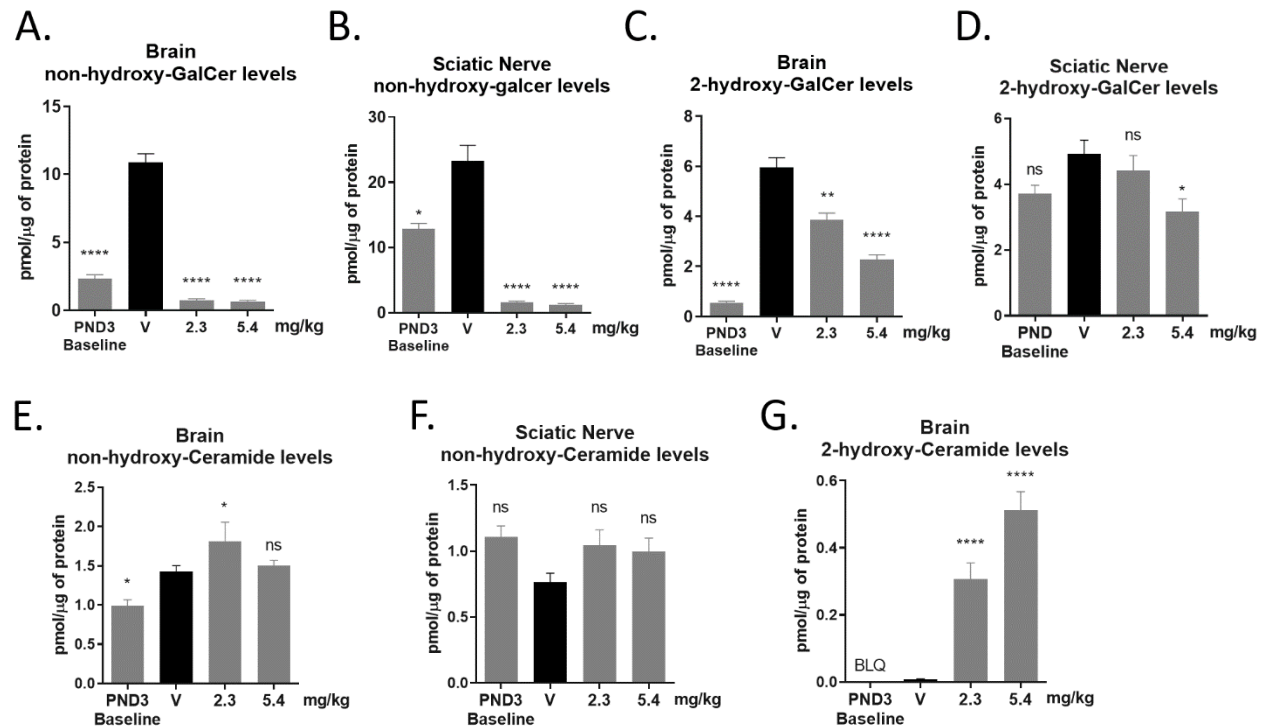 A.
Brain
non-hydroxy-GalCer levels
pmol/µg of protein
15
10
5
0
****
****
****
PND3
Baseline
V
2.3
5.4
mg/kg
B.
Sciatic Nerve
non-hydroxy-galcer levels
pmol/µg of protein
30
20
10
0
*
****
****
PND3
Baseline
V
2.3
5.4
mg/kg
C.
Brain
2-hydroxy-GalCer levels
pmol/µg of protein
8
6
4
2
0
****
**
****
PND3
Baseline
V
2.3
5.4
mg/kg
D.
Sciatic Nerve
2-hydroxy-GalCer levels
pmol/µg of protein
6
4
2
0
ns
ns
*
PND
Baseline
V
2.3
5.4
mg/kg
E.
Brain
non-hydroxy-Ceramide levels
pmol/µg of protein
2.5
2.0
1.5
1.0
0.5
0.0
*
*
ns
PND3
Baseline
V
2.3
5.4
mg/kg
F.
Sciatic Nerve
non-hydroxy-Ceramide levels
pmol/µg of protein
1.5
1.0
0.5
0.0
ns
ns
ns
PND3
Baseline
V
2.3
5.4
mg/kg
G.
Brain
2-hydroxy-Ceramide levels
pmol/µg of protein
0.6
0.4
0.2
0.0
BLQ
****
****
PND3
Baseline
V
2.3
5.4
mg/kg